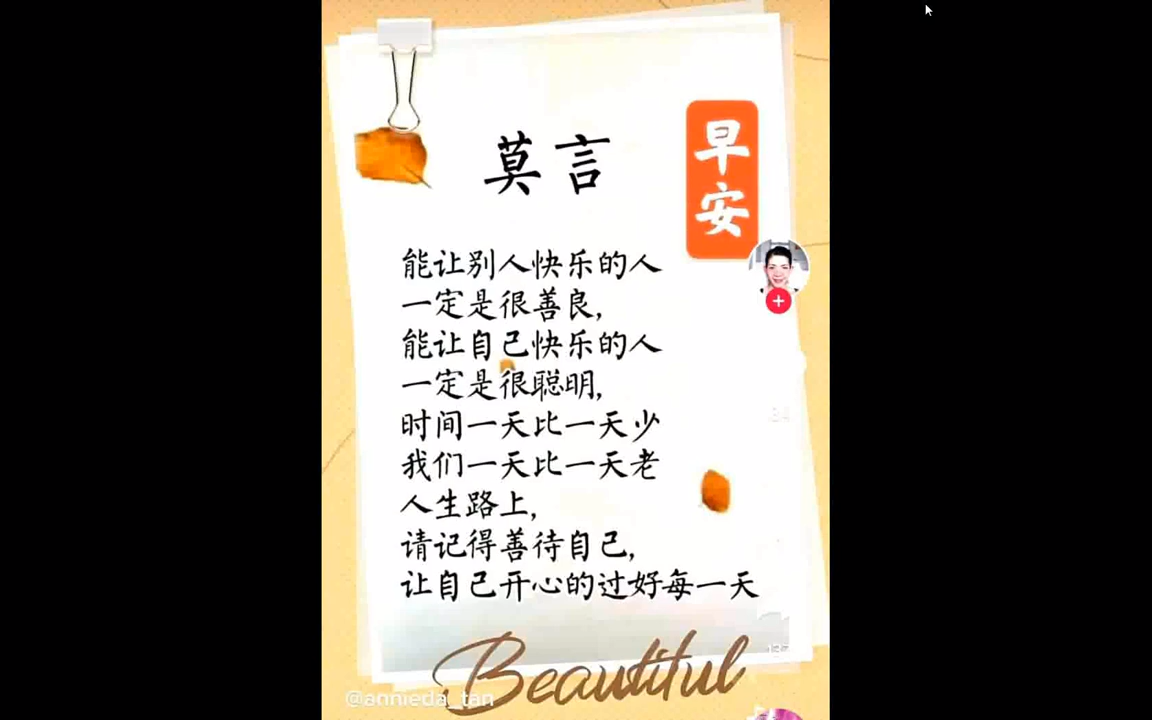 莫言
早安
能让别人快乐的人
一定是很善良,
能让自己快乐的人
一定是很聪明,
时间一天比一天少
我们一天比一天老
人生路上,
请记得善待自己,
让自己开心的过好每一天
Beautiful
@annieda_tan